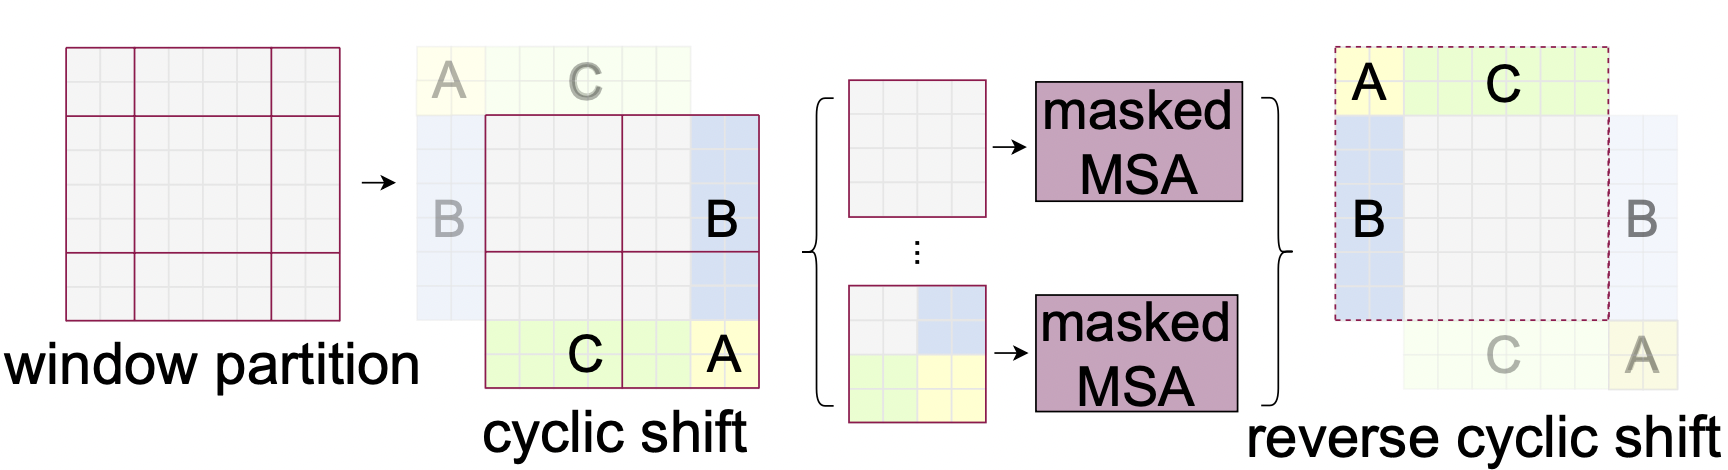 window partition
A
C
B
B
C
A
cyclic shift
masked
MSA
...
masked
MSA
A
C
B
B
C
A
reverse cyclic shift